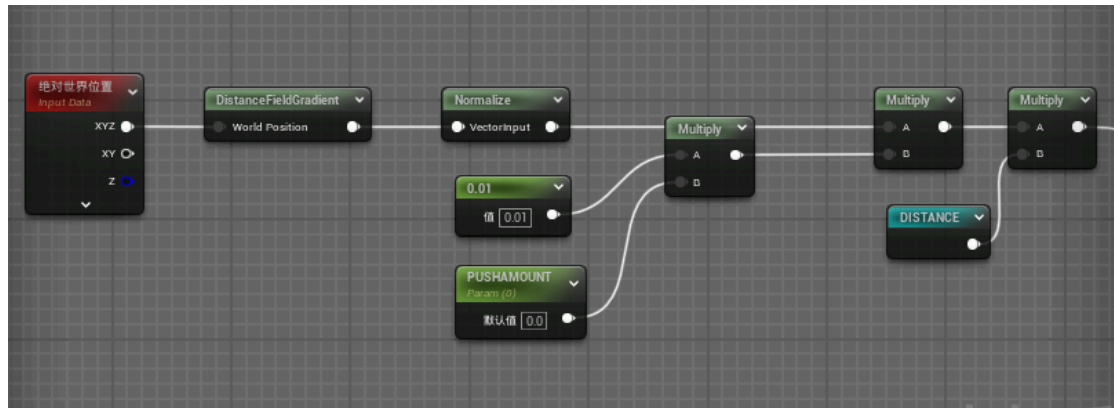 绝对世界位置
Input Data
XYZ
XY
Z
DistanceFieldGradient
World Position
Normalize
VectorInput
0.01
值 0.01
PUSHAMOUNT
Param (0)
默认值 0.0
Multiply
A
B
Multiply
A
B
DISTANCE
Multiply
A
B